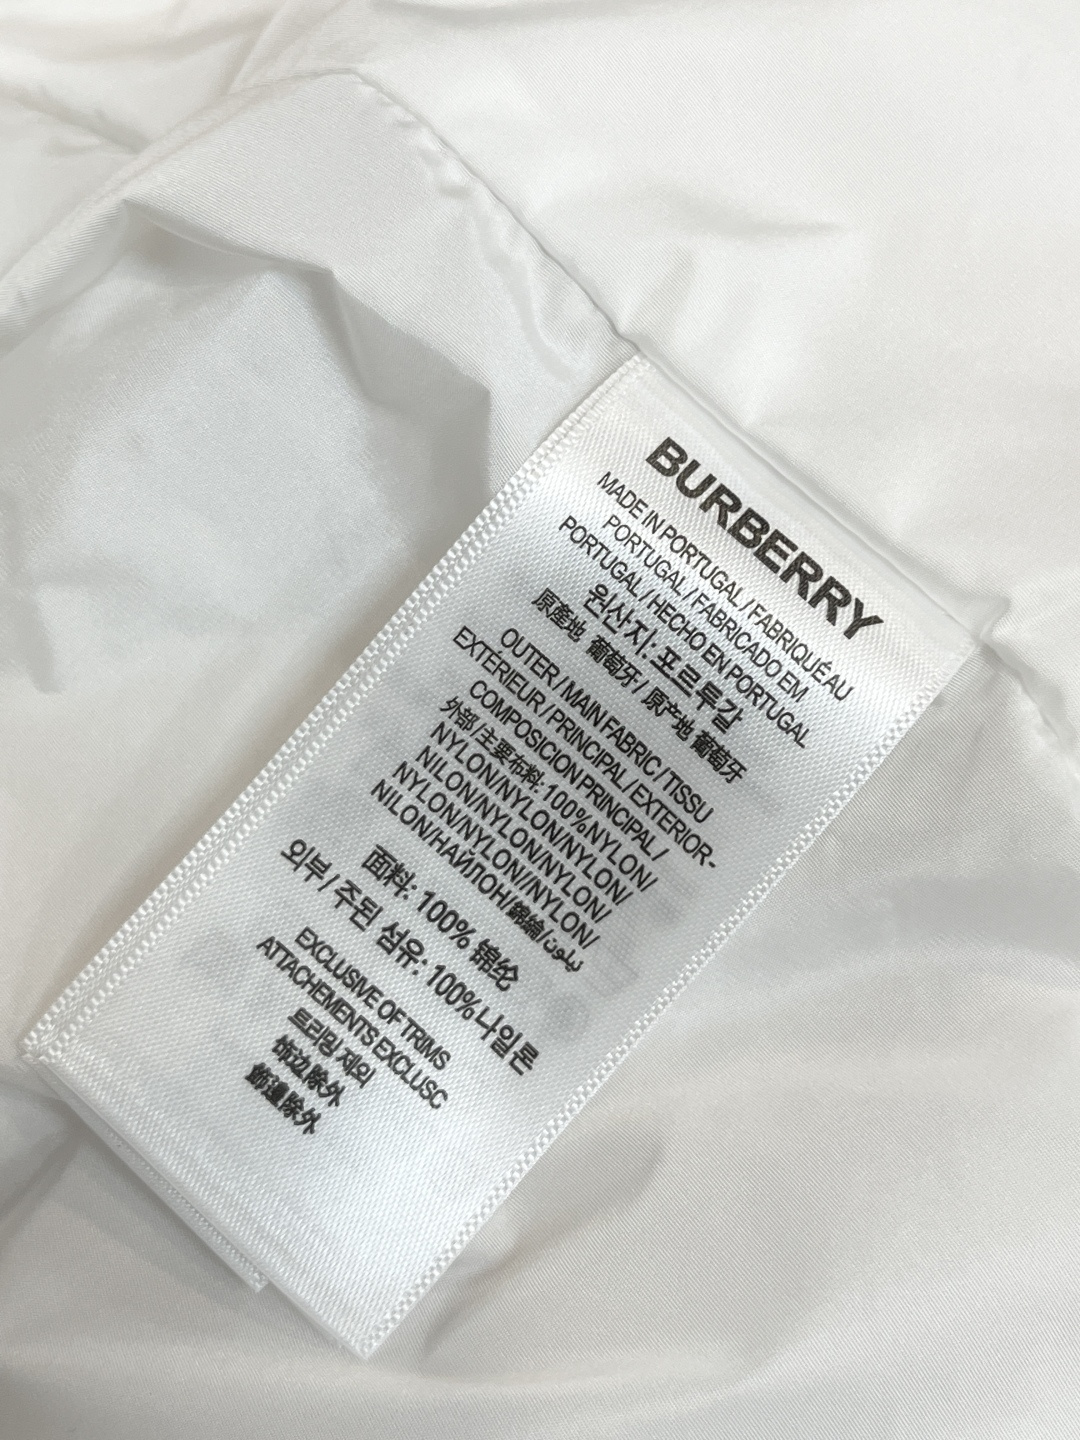 BURBERRY
MADE IN PORTUGAL / FABRIQUÉ AU
PORTUGAL / FABRICADO EM
PORTUGAL / HECHO EN PORTUGAL
원산지: 포르투갈
原產地 葡萄牙 / 原产地 葡萄牙
OUTER / MAIN FABRIC / TISSU
EXTÉRIEUR / PRINCIPAL / EXTERIOR-
COMPOSICION PRINCIPAL /
外部/主要布料: 100%NYLON/
NYLON/NYLON/NYLON/NYLON/
NILON/NYLON/NYLON/NYLON/
NYLON/NYLON//NYLON/
NILON/НАЙЛОН/錦綸/نيلون
面料: 100% 锦纶
외부 / 주된 섬유: 100%나일론
EXCLUSIVE OF TRIMS
ATTACHEMENTS EXCLUSC
트리밍 제외
饰边除外
飾邊除外